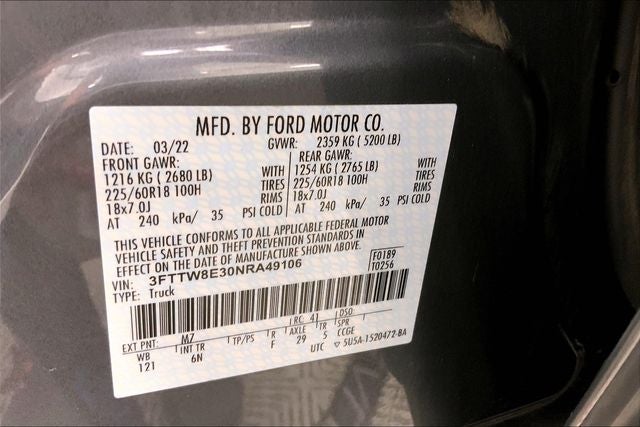 MFD. BY FORD MOTOR CO.
DATE: 03/22 GVWR: 2359 KG ( 5200 LB)
FRONT GAWR: REAR GAWR:
1216 KG ( 2680 LB) WITH 1254 KG ( 2765 LB) WITH
225/60R18 100H TIRES 225/60R18 100H TIRES
18x7.0J RIMS 18x7.0J RIMS
AT 240 kPa/ 35 PSI COLD AT 240 kPa/ 35 PSI COLD
THIS VEHICLE CONFORMS TO ALL APPLICABLE FEDERAL MOTOR
VEHICLE SAFETY AND THEFT PREVENTION STANDARDS IN
EFFECT ON THE DATE OF MANUFACTURE SHOWN ABOVE.
VIN: 3FTTW8E30NRA49106 F0189
TYPE: Truck T0256
EXT PNT: M7 RC: 41 DSO:
WB INT TR TP/PS R AXLE TR SPR
121 6N F 29 5 CCGE
UTC 5U5A-1520472-BA